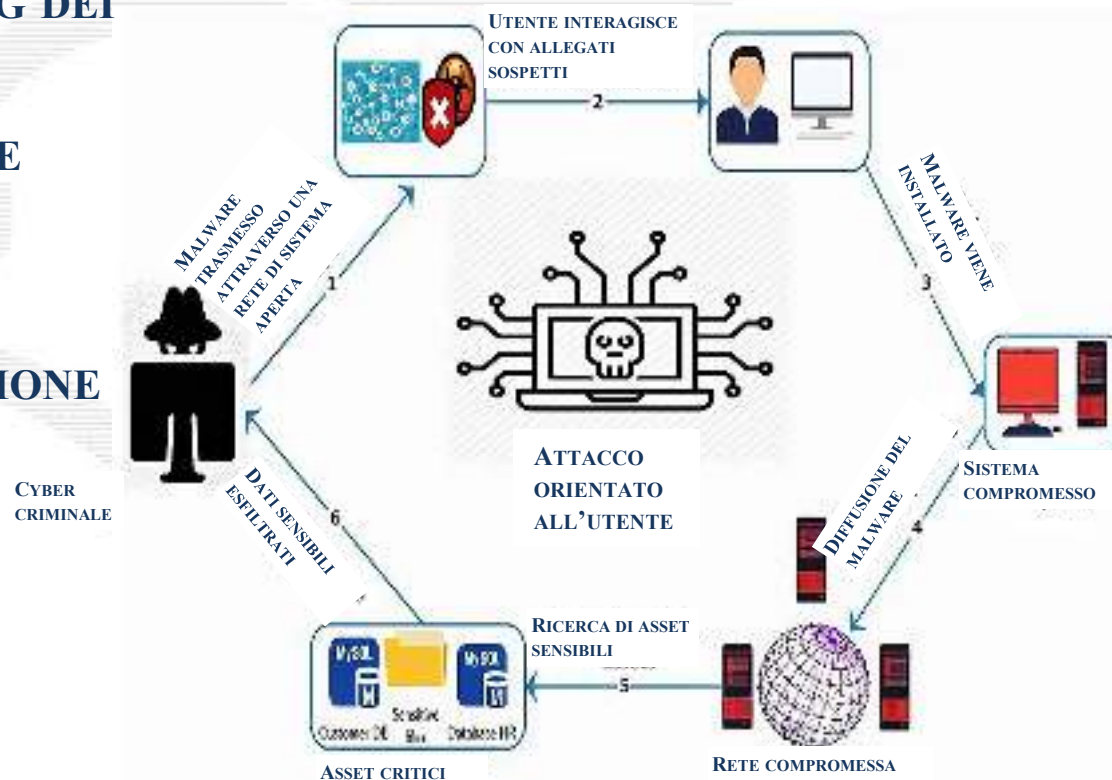 G DEI
E
IONE
UTENTE INTERAGISCE
CON ALLEGATI
SOSPETTI
2
MALWARE
TRASMESSO
ATTRAVERSO UNA
RETE DI SISTEMA
APERTA
1
MALWARE VIENE
INSTALLATO
3
CYBER
CRIMINALE
ATTACCO
ORIENTATO
ALL'UTENTE
SISTEMA
COMPROMESSO
DIFFUSIONE DEL
MALWARE
4
DATI SENSIBILI
ESFILTRATI
6
RICERCA DI ASSET
SENSIBILI
5
MySQL
MySQL
Customer DB
Sensitive
Database HR
ASSET CRITICI
RETE COMPROMESSA